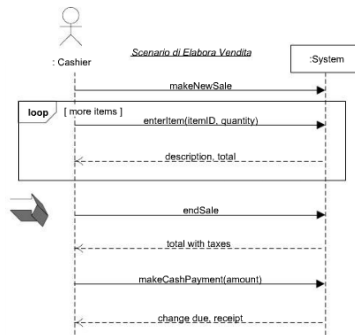 Scenario di Elabora Vendita
: Cashier
:System
makeNewSale
loop
[ more items ]
enterItem(itemID, quantity)
description, total
endSale
total with taxes
makeCashPayment(amount)
change due, receipt